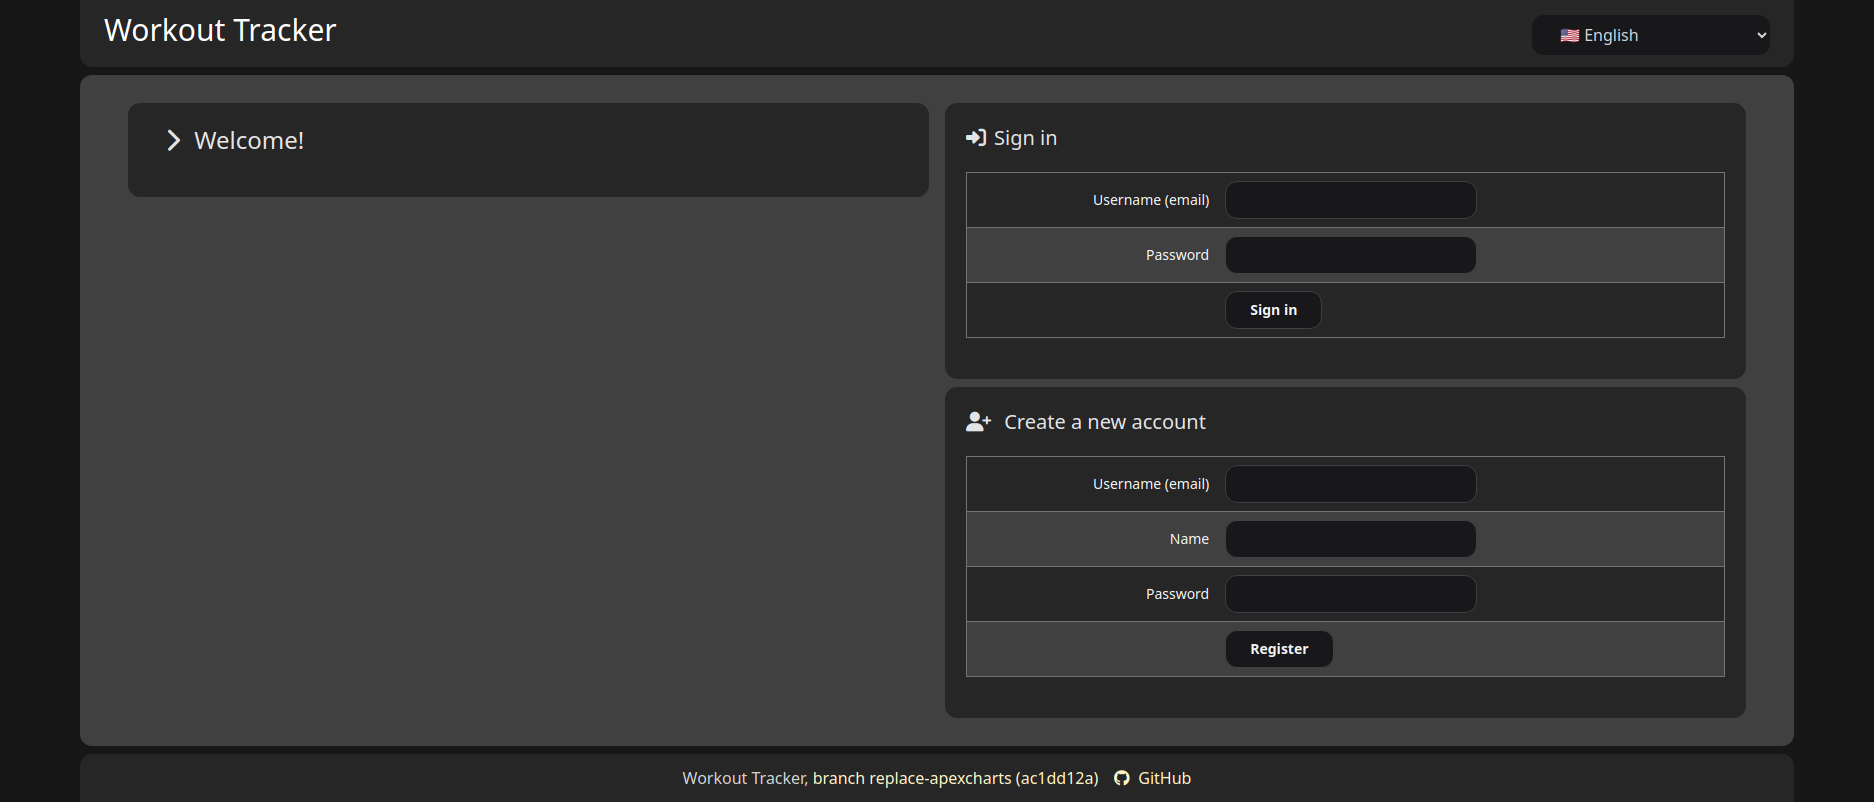 Workout Tracker
🇺🇸 English
Welcome!
Sign in
Username (email)
Password
Sign in
Create a new account
Username (email)
Name
Password
Register
Workout Tracker, branch replace-apexcharts (ac1dd12a) GitHub